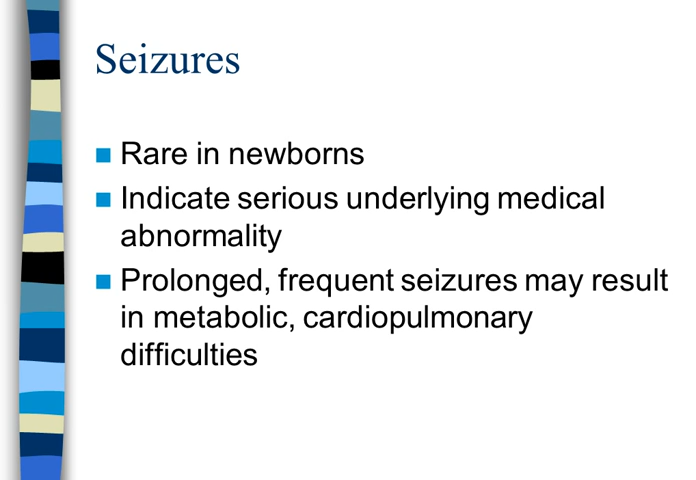 Seizures
Rare in newborns
Indicate serious underlying medical
abnormality
Prolonged, frequent seizures may result
in metabolic, cardiopulmonary
difficulties